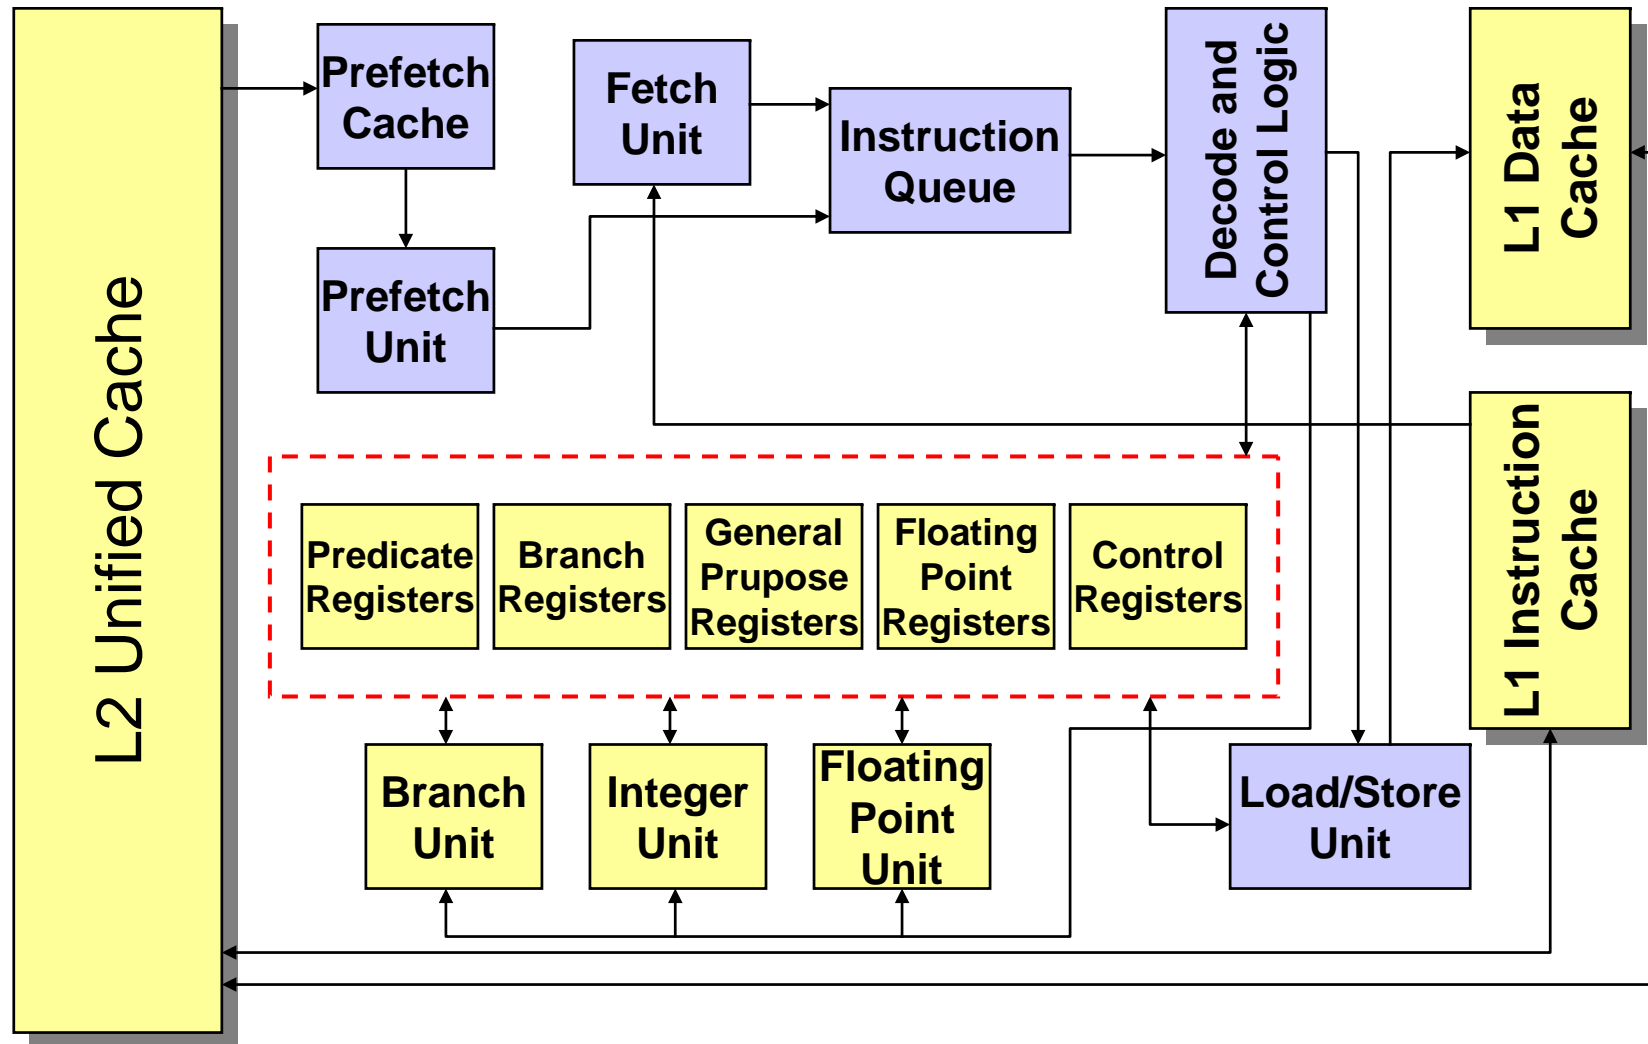 L2 Unified Cache
Prefetch
Cache
Fetch
Unit
Instruction
Queue
Decode and
Control Logic
L1 Data
Cache
Prefetch
Unit
L1 Instruction
Cache
Predicate
Registers
Branch
Registers
General
Prupose
Registers
Floating
Point
Registers
Control
Registers
Branch
Unit
Integer
Unit
Floating
Point
Unit
Load/Store
Unit